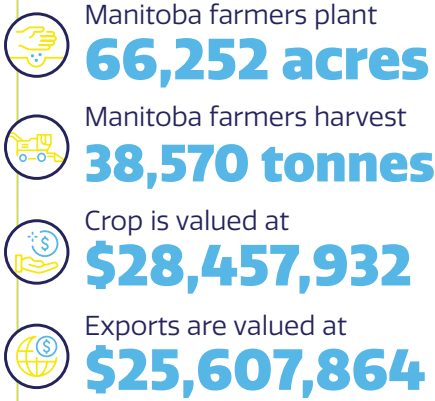 Manitoba farmers plant
66,252 acres
Manitoba farmers harvest
38,570 tonnes
Crop is valued at
$28,457,932
Exports are valued at
$25,607,864